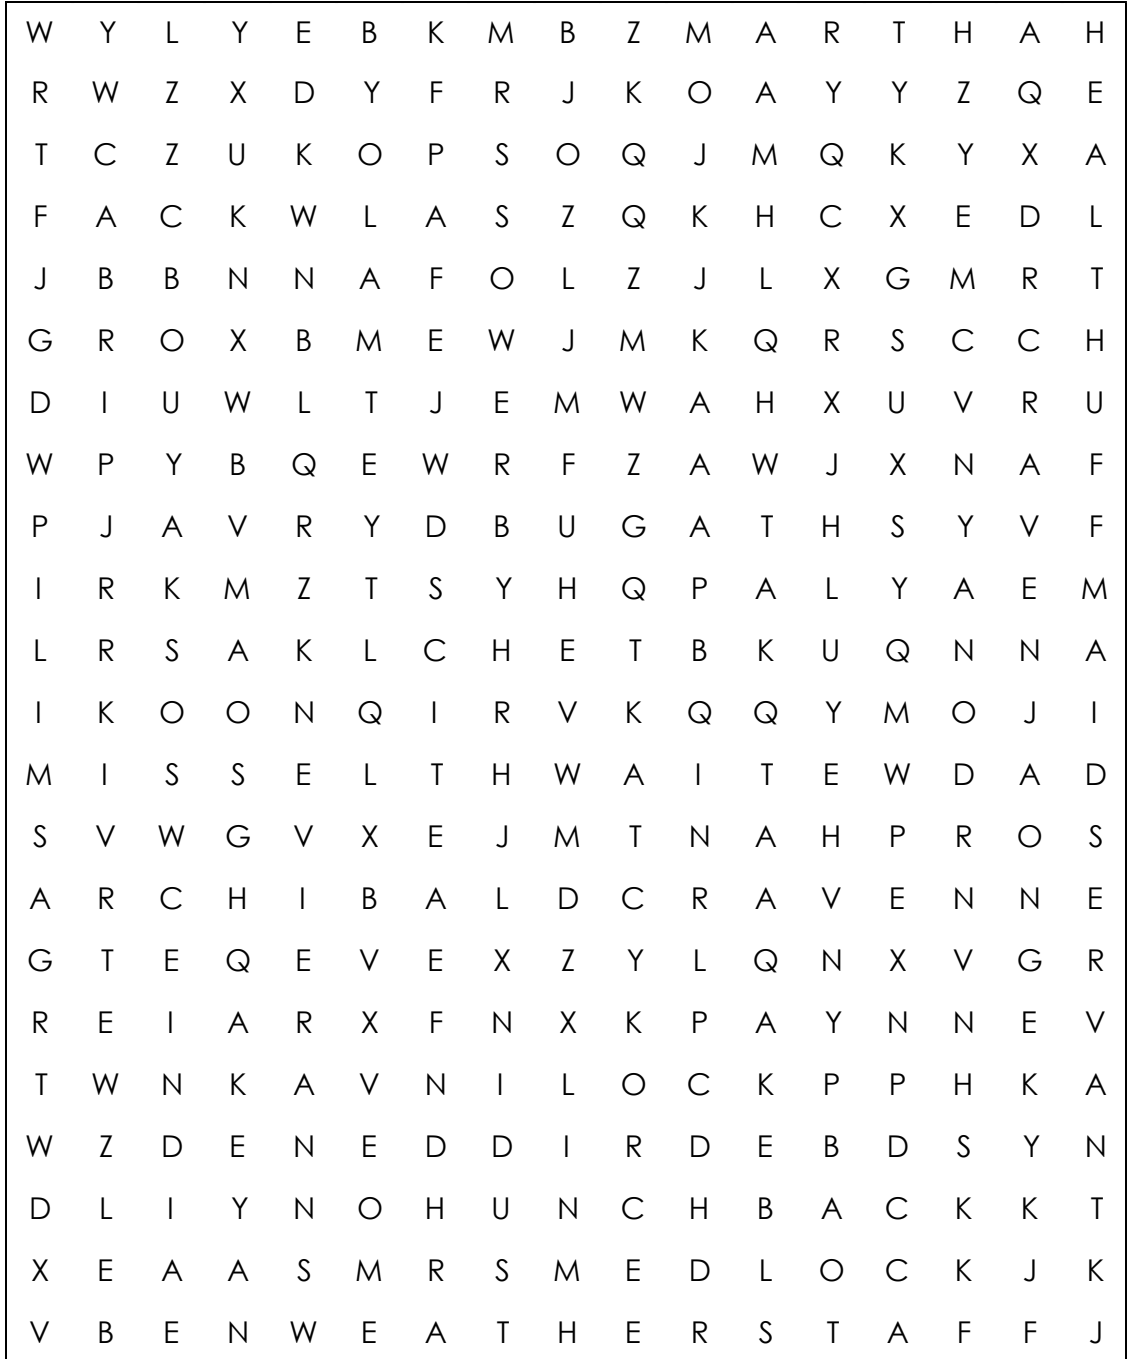 W Y L Y E B K M B Z M A R T H A H
R W Z X D Y F R J K O A Y Y Z Q E
T C Z U K O P S O Q J M Q K Y X A
F A C K W L A S Z Q K H C X E D L
J B B N N A F O L Z J L X G M R T
G R O X B M E W J M K Q R S C C H
D I U W L T J E M W A H X U V R U
W P Y B Q E W R F Z A W J X N A F
P J A V R Y D B U G A T H S Y V F
I R K M Z T S Y H Q P A L Y A E M
L R S A K L C H E T B K U Q N N A
I K O O N Q I R V K Q Q Y M O J I
M I S S E L T H W A I T E W D A D
S V W G V X E J M T N A H P R O S
A R C H I B A L D C R A V E N N E
G T E Q E V E X Z Y L Q N X V G R
R E I A R X F N X K P A Y N N E V
T W N K A V N I L O C K P P H K A
W Z D E N E D D I R D E B D S Y N
D L I Y N O H U N C H B A C K K T
X E A A S M R S M E D L O C K J K
V B E N W E A T H E R S T A F F J